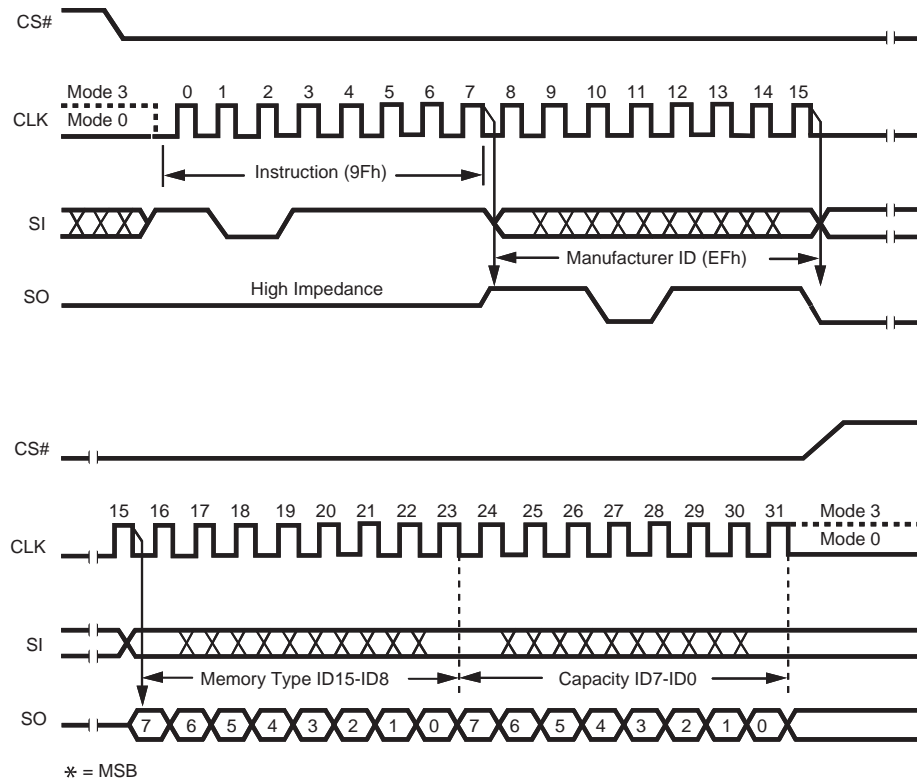 CS#
Mode 3
0 1 2 3 4 5 6 7 8 9 10 11 12 13 14 15
CLK
Mode 0
Instruction (9Fh)
SI
Manufacturer ID (EFh)
High Impedance
SO
CS#
15 16 17 18 19 20 21 22 23 24 25 26 27 28 29 30 31
Mode 3
CLK
Mode 0
SI
Memory Type ID15-ID8 Capacity ID7-ID0
SO 7 6 5 4 3 2 1 0 7 6 5 4 3 2 1 0
* = MSB